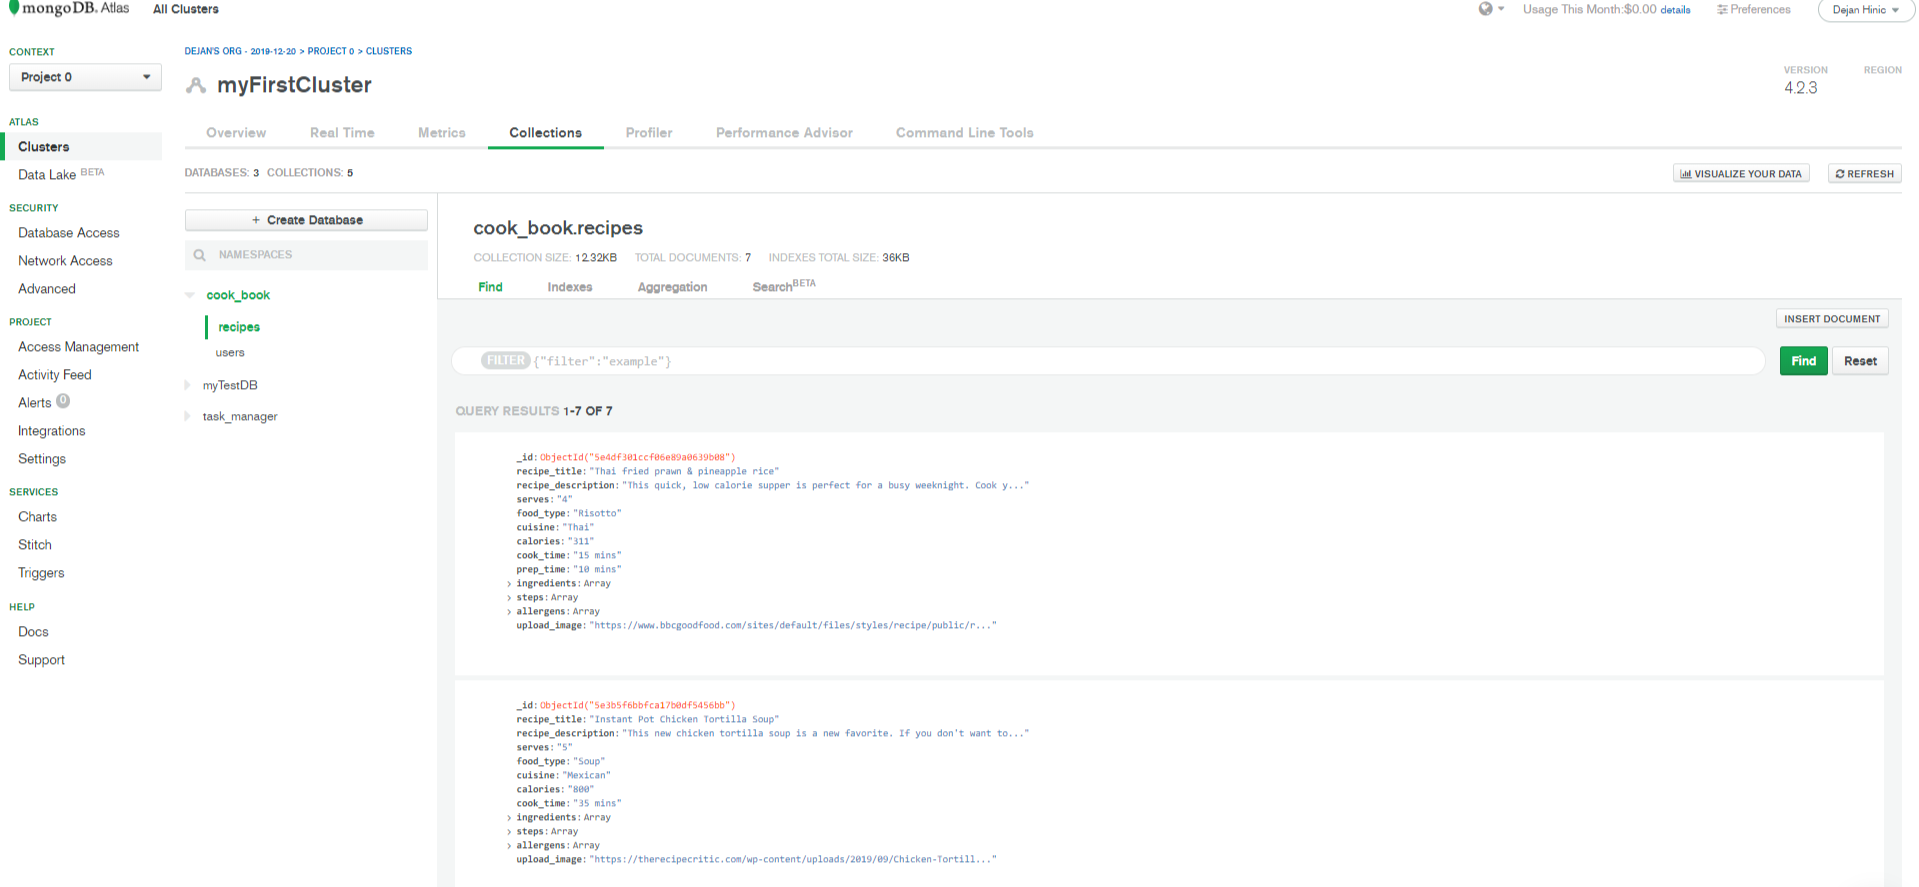 mongoDB. Atlas All Clusters Usage This Month:$0.00 details Preferences Dejan Hinic
CONTEXT
Project 0
DEJAN'S ORG - 2019-12-20 > PROJECT 0 > CLUSTERS
myFirstCluster
VERSION REGION
4.2.3
Overview Real Time Metrics Collections Profiler Performance Advisor Command Line Tools
DATABASES: 3 COLLECTIONS: 5
VISUALIZE YOUR DATA REFRESH
ATLAS
Clusters
Data Lake BETA
SECURITY
Database Access
Network Access
Advanced
PROJECT
Access Management
Activity Feed
Alerts 0
Integrations
Settings
SERVICES
Charts
Stitch
Triggers
HELP
Docs
Support
+ Create Database
NAMESPACES
cook_book
recipes
users
myTestDB
task_manager
cook_book.recipes
COLLECTION SIZE: 12.32KB TOTAL DOCUMENTS: 7 INDEXES TOTAL SIZE: 36KB
Find Indexes Aggregation Search BETA
INSERT DOCUMENT
FILTER {"filter":"example"}
Find Reset
QUERY RESULTS 1-7 OF 7
_id: ObjectId("5e4df301ccf06e89a0639b08")
recipe_title: "Thai fried prawn & pineapple rice"
recipe_description: "This quick, low calorie supper is perfect for a busy weeknight. Cook y..."
serves: "4"
food_type: "Risotto"
cuisine: "Thai"
calories: "311"
cook_time: "15 mins"
prep_time: "10 mins"
> ingredients: Array
> steps: Array
> allergens: Array
upload_image: "https://www.bbcgoodfood.com/sites/default/files/styles/recipe/public/r..."
_id: ObjectId("5e3b5f6bbfca17b0df5456bb")
recipe_title: "Instant Pot Chicken Tortilla Soup"
recipe_description: "This new chicken tortilla soup is a new favorite. If you don't want to..."
serves: "5"
food_type: "Soup"
cuisine: "Mexican"
calories: "800"
cook_time: "35 mins"
> ingredients: Array
> steps: Array
> allergens: Array
upload_image: "https://therecipecritic.com/wp-content/uploads/2019/09/Chicken-Tortill..."